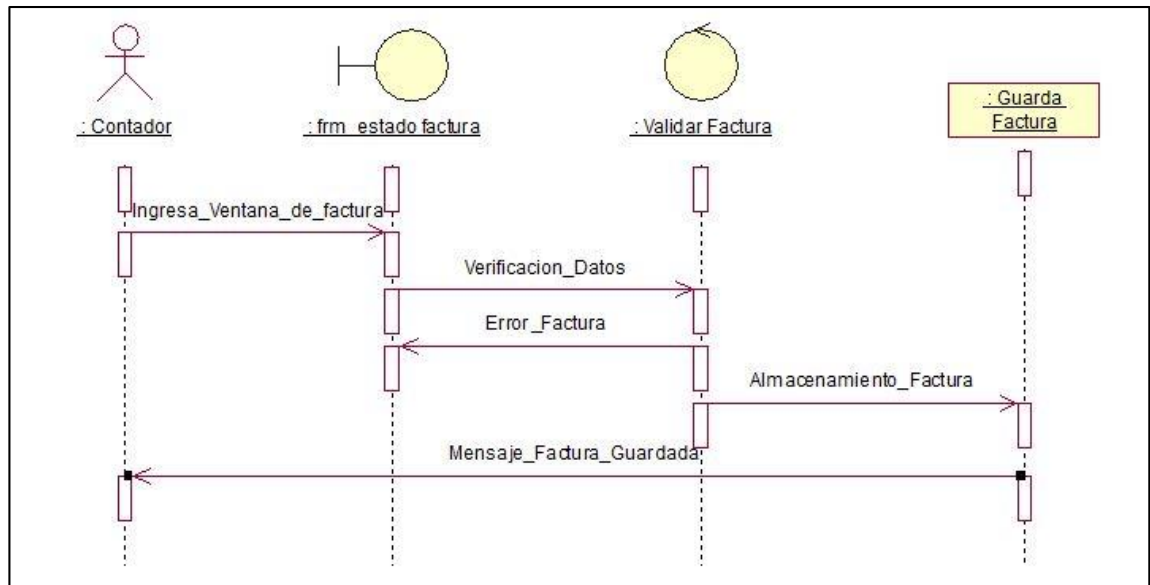 : Contador
: frm_estado factura
: Validar Factura
: Guarda
Factura
Ingresa_Ventana_de_factura
Verificacion_Datos
Error_Factura
Almacenamiento_Factura
Mensaje_Factura_Guardada